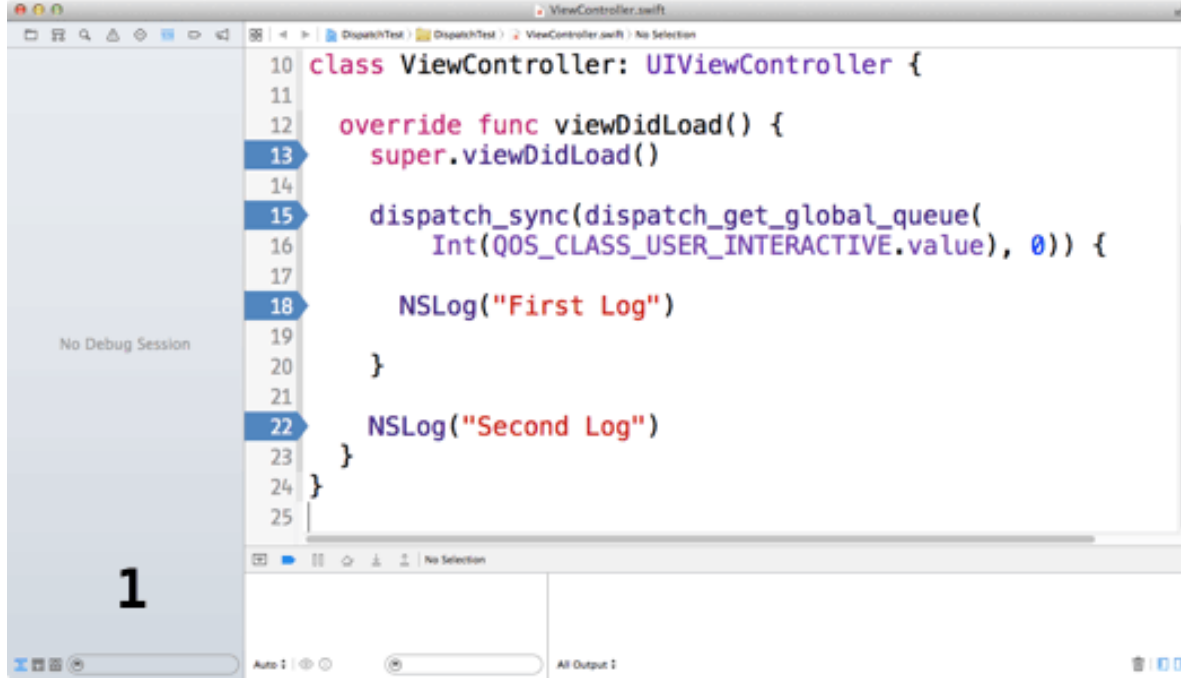 ViewController.swift
DispatchTest DispatchTest ViewController.swift No Selection
10 class ViewController: UIViewController {
11
12 override func viewDidLoad() {
13 super.viewDidLoad()
14
15 dispatch_sync(dispatch_get_global_queue(
16 Int(QOS_CLASS_USER_INTERACTIVE.value), 0)) {
17
18 NSLog("First Log")
19
No Debug Session
20 }
21
22 NSLog("Second Log")
23 }
24 }
25
No Selection
1
Auto
All Output